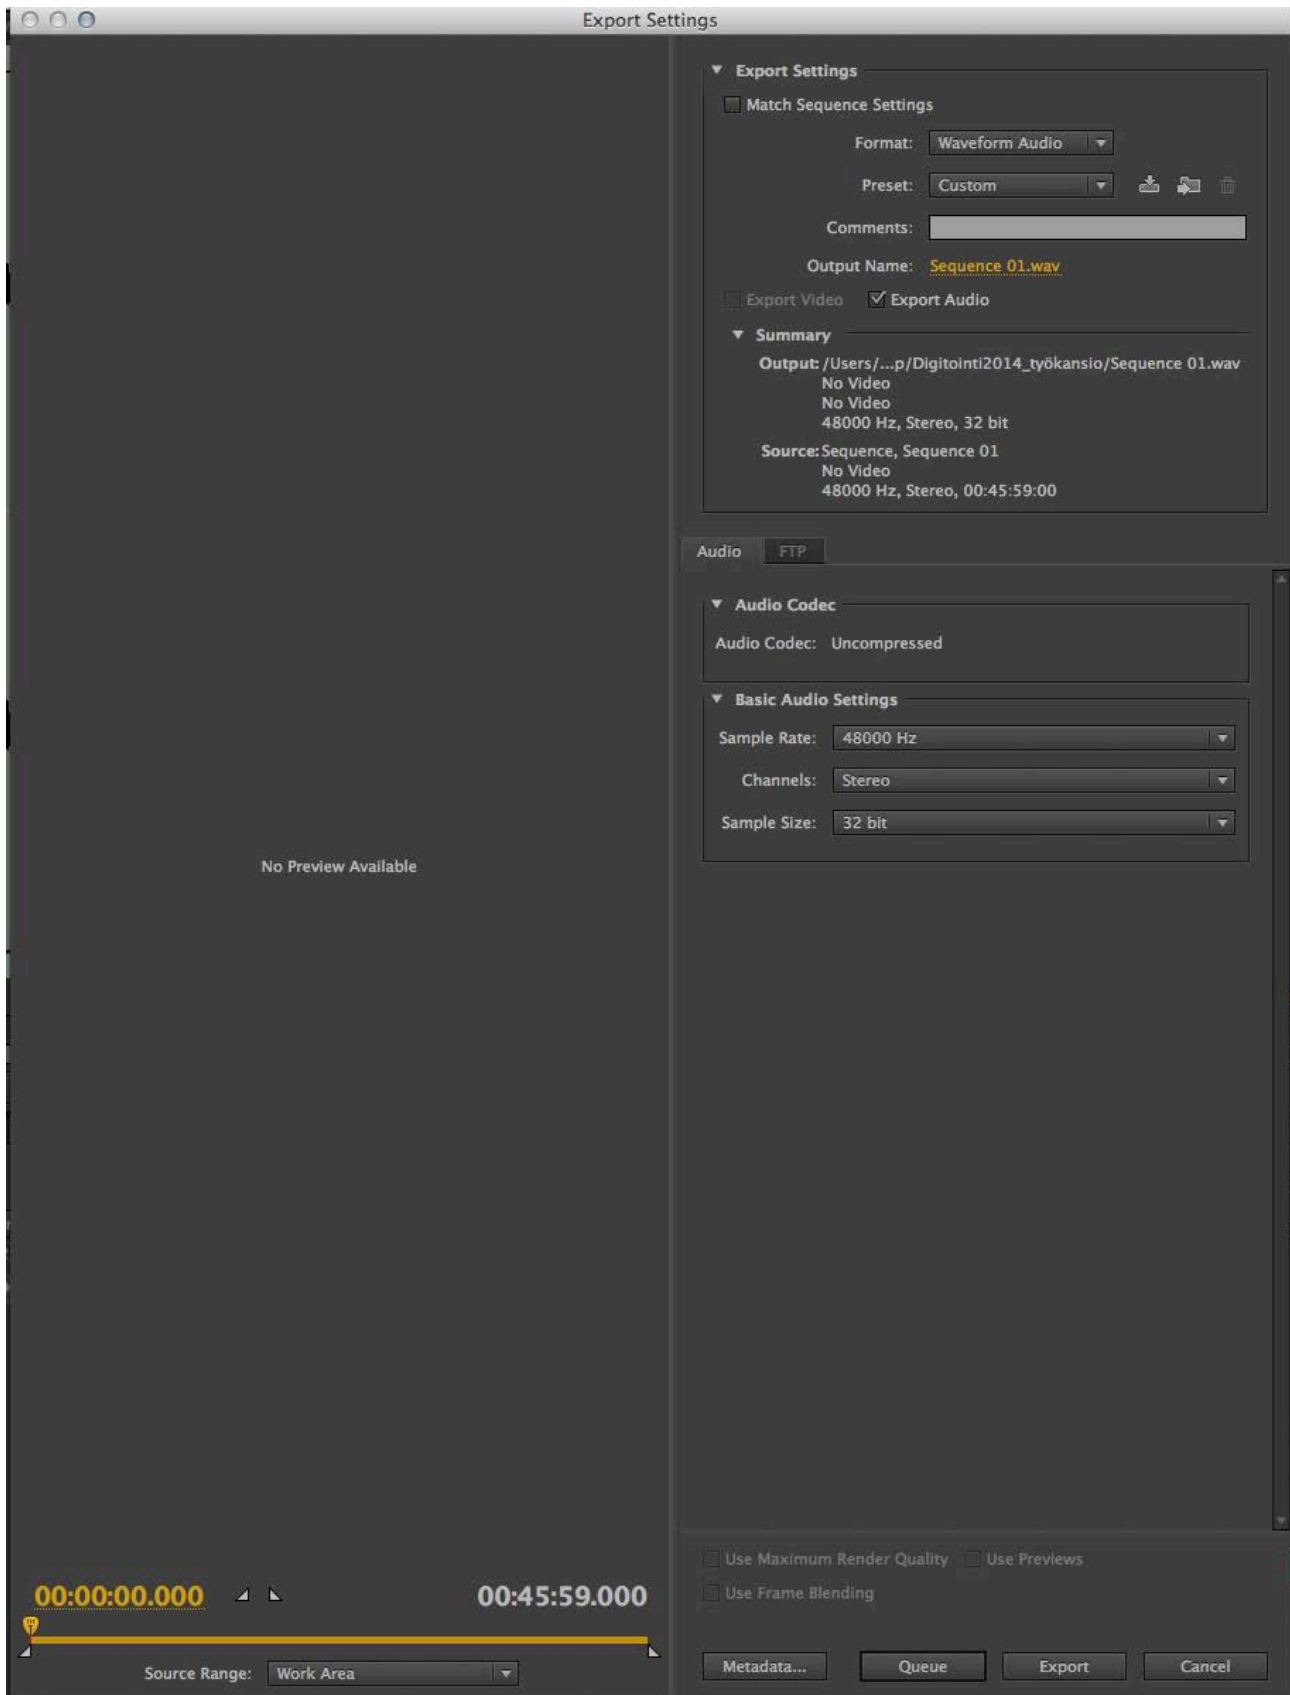 Export Settings
Export Settings
Match Sequence Settings
Format: Waveform Audio
Preset: Custom
Comments:
Output Name: Sequence 01.wav
Export Video Export Audio
Summary
Output: /Users/...p/Digitointi2014_työkansio/Sequence 01.wav
No Video
No Video
48000 Hz, Stereo, 32 bit
Source: Sequence, Sequence 01
No Video
48000 Hz, Stereo, 00:45:59:00
Audio FTP
Audio Codec
Audio Codec: Uncompressed
Basic Audio Settings
Sample Rate: 48000 Hz
Channels: Stereo
Sample Size: 32 bit
No Preview Available
Use Maximum Render Quality Use Previews
Use Frame Blending
00:00:00.000 00:45:59.000
Source Range: Work Area
Metadata... Queue Export Cancel